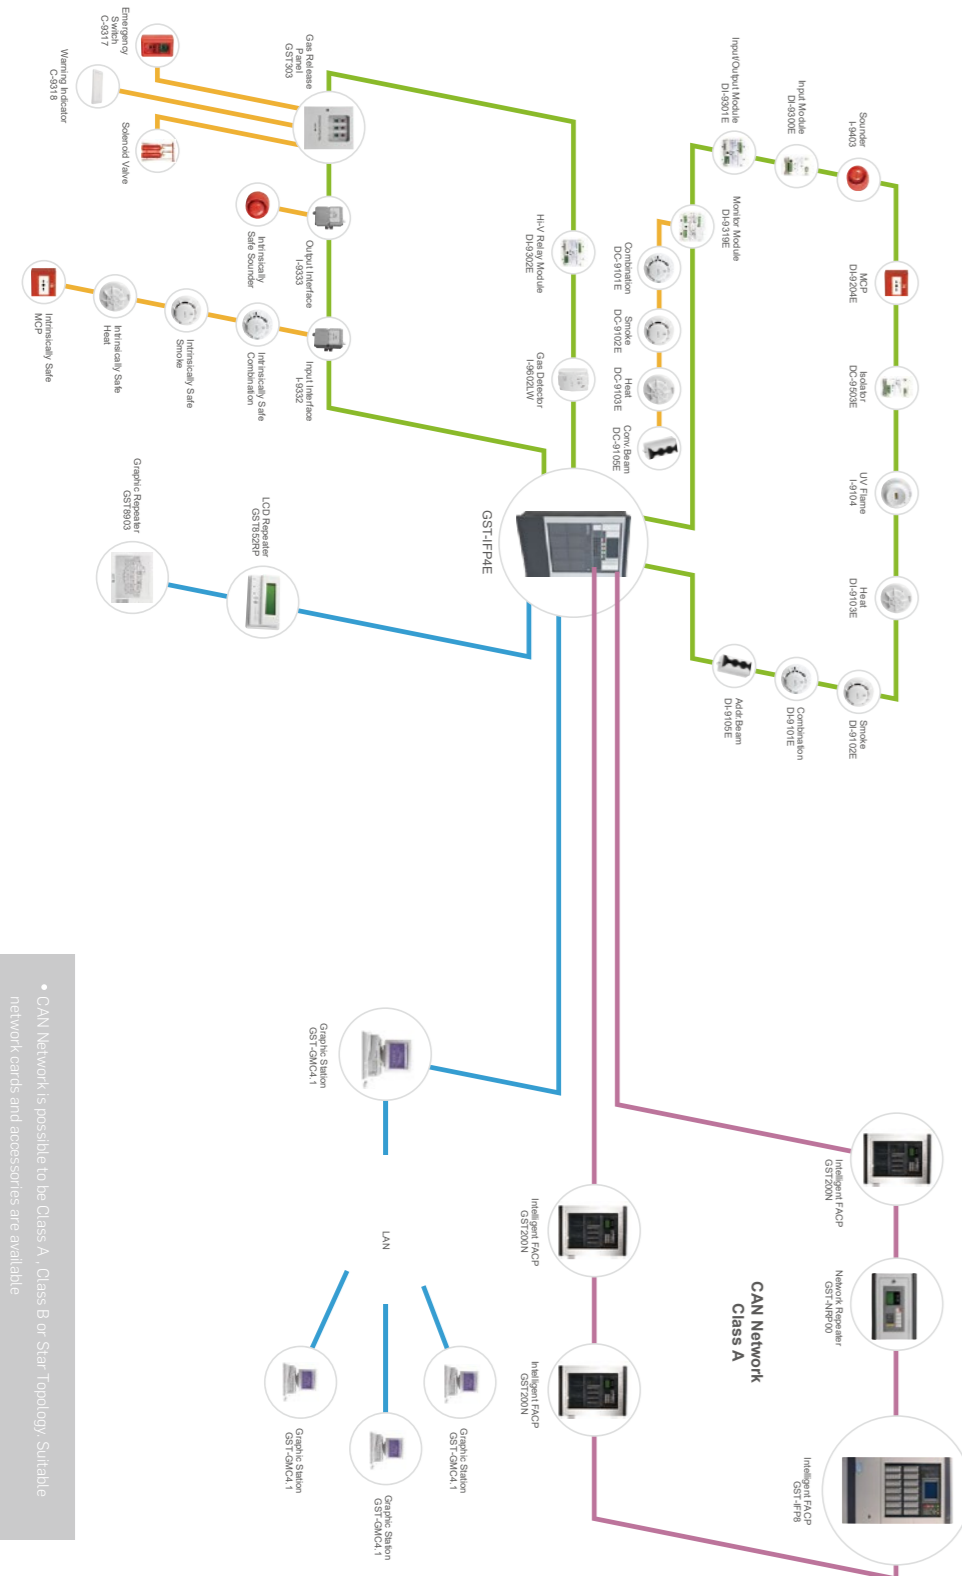 Emergency
Switch
C-9317
Warning Indicator
C-9318
Solenoid Valve
Gas Release
Panel
GST303
Intrinsically
Safe Sounder
Output Interface
I-9333
Intrinsically Safe
MCP
Intrinsically Safe
Heat
Intrinsically Safe
Smoke
Intrinsically Safe
Combination
Input Interface
I-9332
Hi-V Relay Module
DI-9302E
Gas Detector
I-9602LW
Input/Output Module
DI-9301E
Input Module
DI-9300E
Sounder
I-9403
Monitor Module
DI-9319E
Combination
DC-9101E
Smoke
DC-9102E
Heat
DC-9103E
Conv.Beam
DC-9105E
MCP
DI-9204E
Isolator
DC-9503E
UV Flame
I-9104
Heat
DI-9103E
Smoke
DI-9102E
Combination
DI-9101E
Addr.Beam
DI-9105E
GST-IFP4E
LCD Repeater
GST852RP
Graphic Repeater
GST8903
Graphic Station
GST-GMC4.1
LAN
Graphic Station
GST-GMC4.1
Graphic Station
GST-GMC4.1
Graphic Station
GST-GMC4.1
Intelligent FACP
GST200N
Intelligent FACP
GST200N
CAN Network
Class A
Intelligent FACP
GST200N
Network Repeater
GST-NRP00
Intelligent FACP
GST-IFP8
• CAN Network is possible to be Class A , Class B or Star Topology. Suitable
network cards and accessories are available